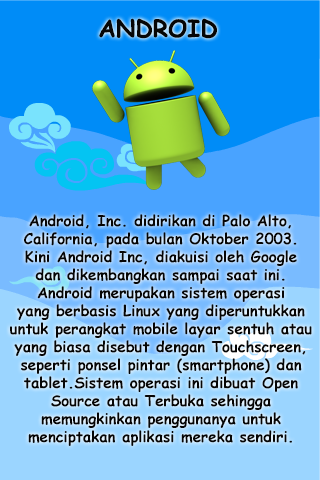 ANDROID
Android, Inc. didirikan di Palo Alto,
California, pada bulan Oktober 2003.
Kini Android Inc, diakuisi oleh Google
dan dikembangkan sampai saat ini.
Android merupakan sistem operasi
yang berbasis Linux yang diperuntukkan
untuk perangkat mobile layar sentuh atau
yang biasa disebut dengan Touchscreen,
seperti ponsel pintar (smartphone) dan
tablet.Sistem operasi ini dibuat Open
Source atau Terbuka sehingga
memungkinkan penggunanya untuk
menciptakan aplikasi mereka sendiri.